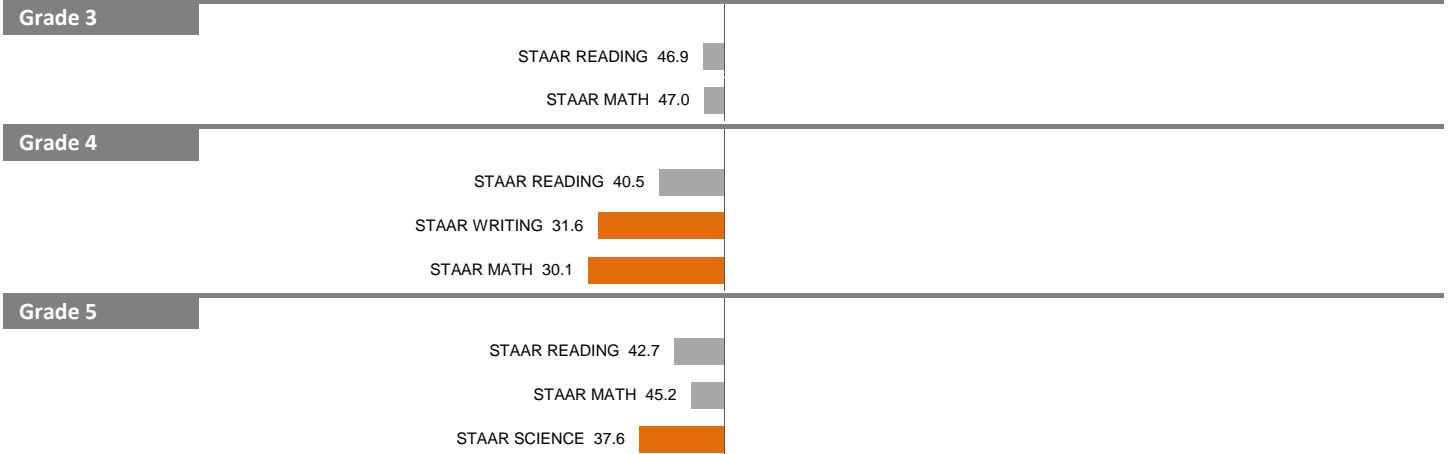 Grade 3
STAAR READING 46.9
STAAR MATH 47.0
Grade 4
STAAR READING 40.5
STAAR WRITING 31.6
STAAR MATH 30.1
Grade 5
STAAR READING 42.7
STAAR MATH 45.2
STAAR SCIENCE 37.6